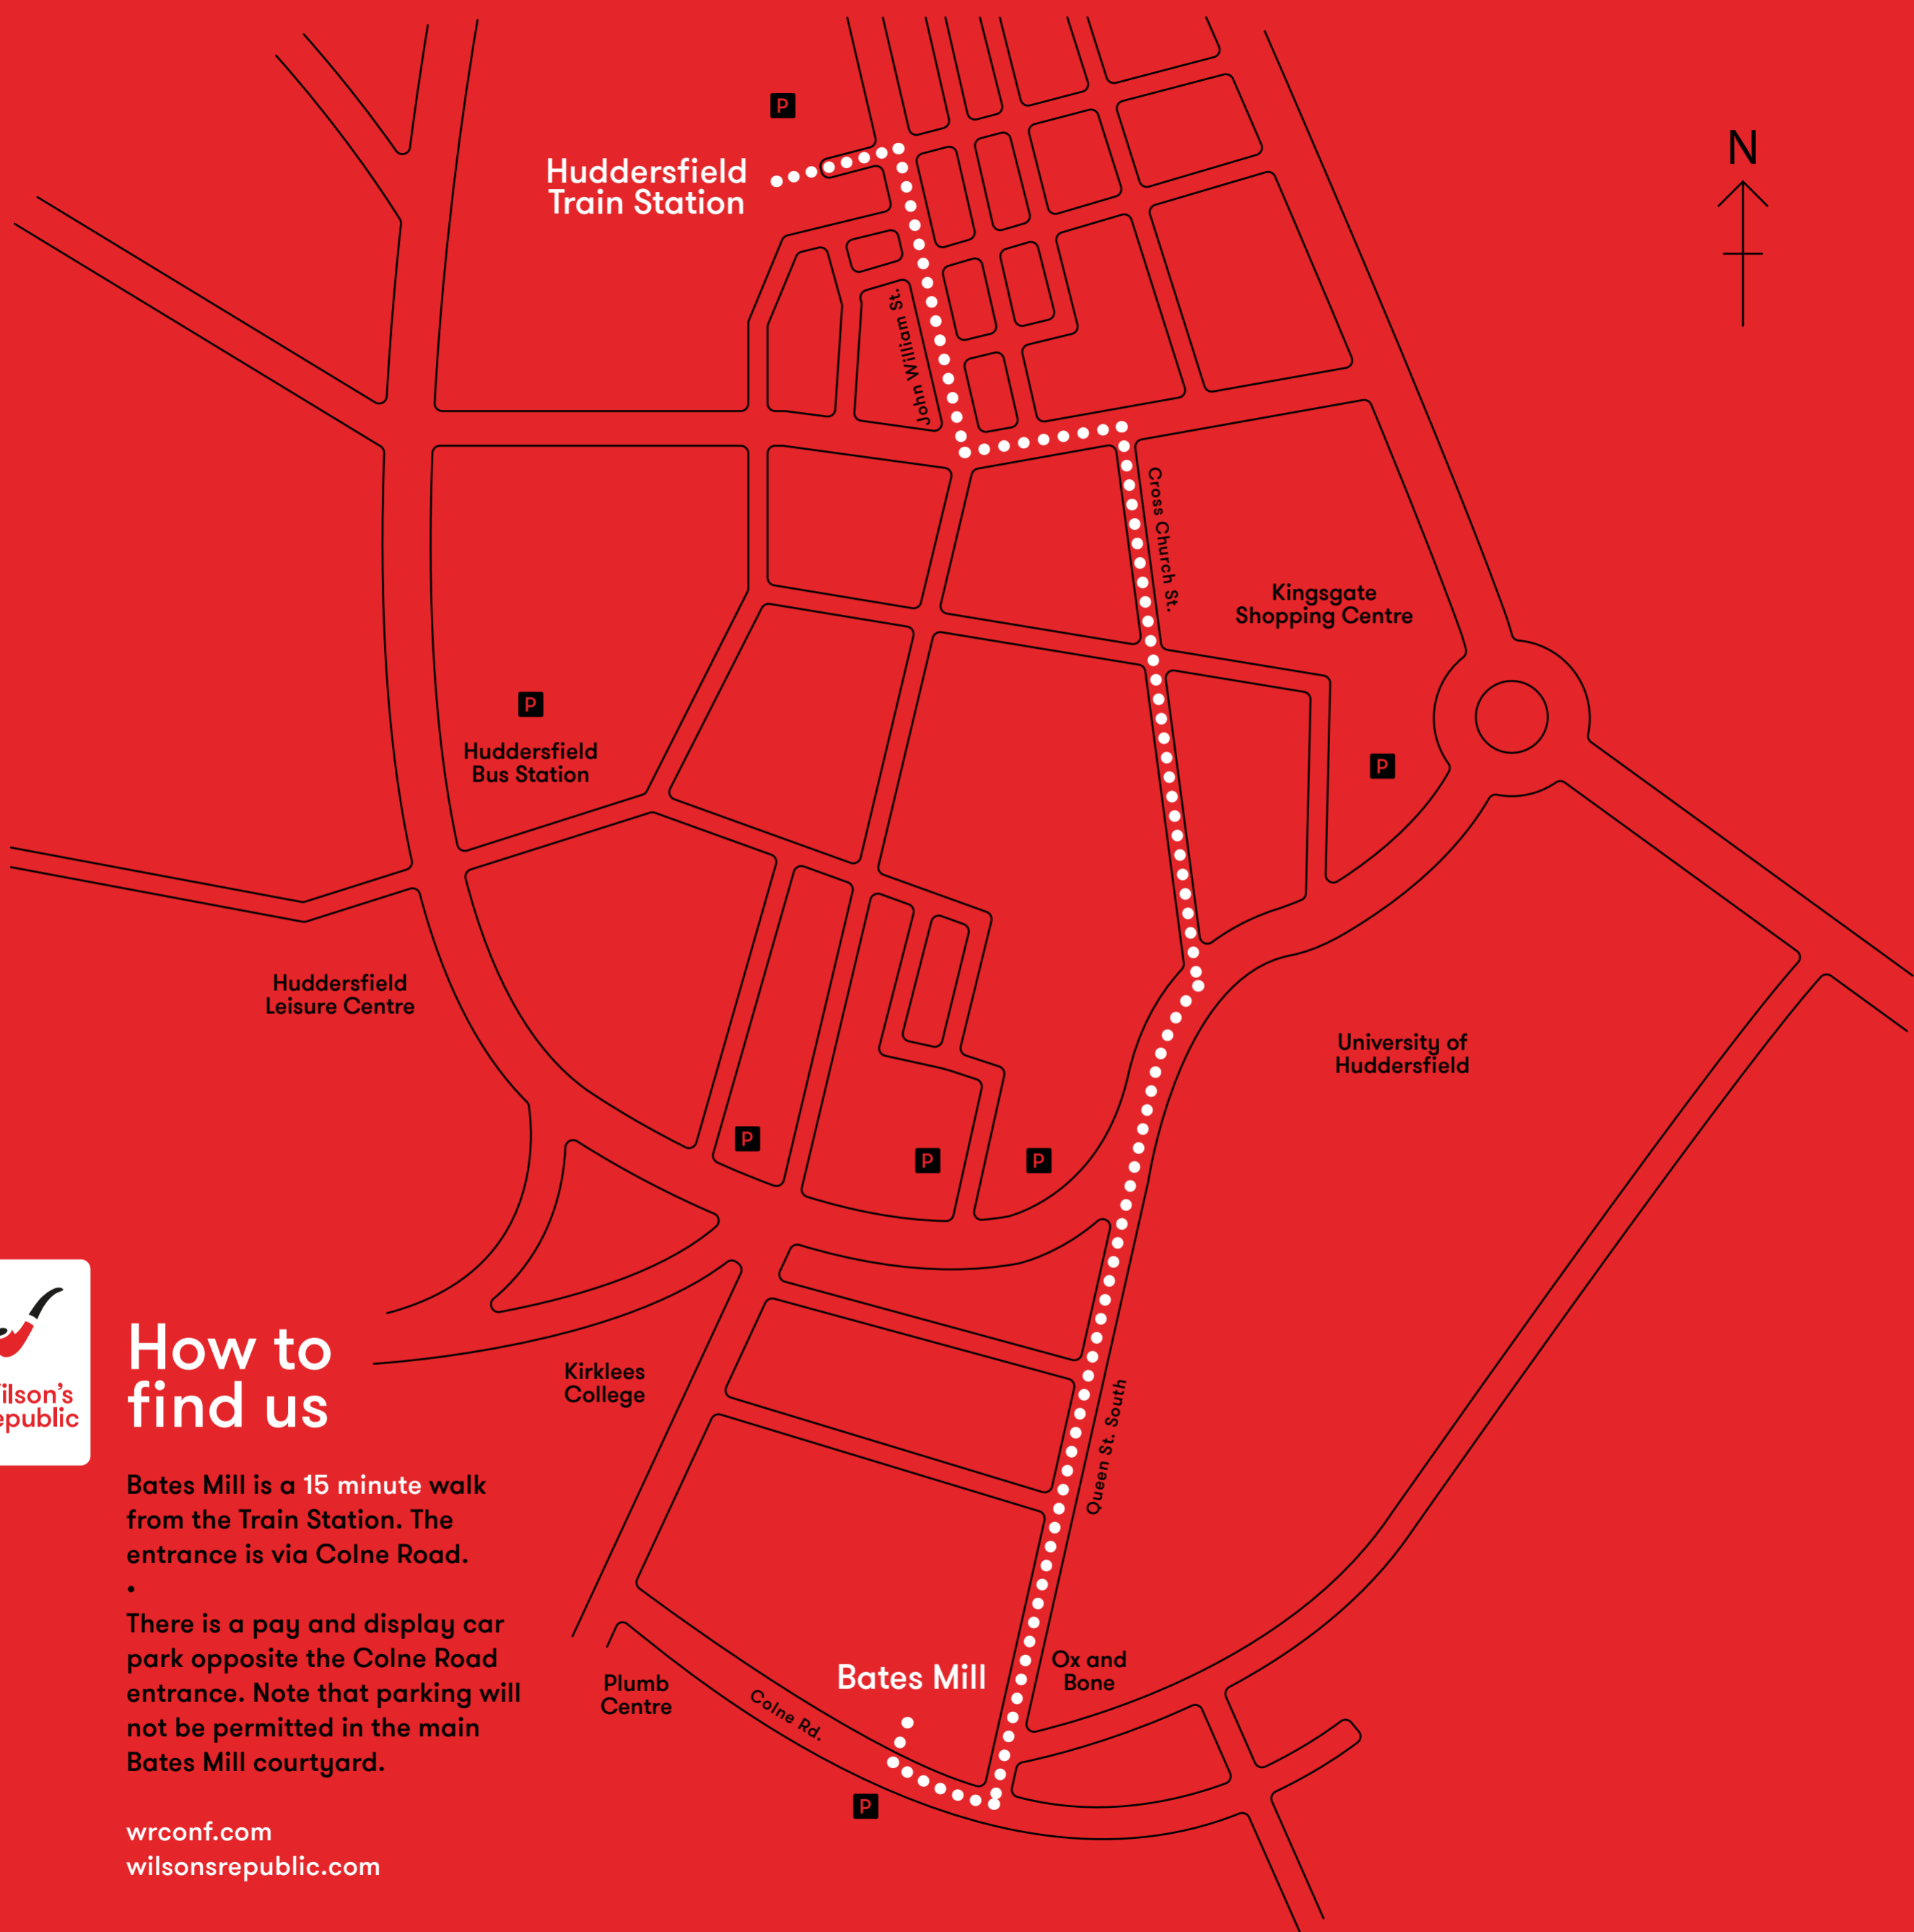 P
N
Huddersfield
Train Station
John William St.
Cross Church St.
Kingsgate
Shopping Centre
P
Huddersfield
Bus Station
P
Huddersfield
Leisure Centre
University of
Huddersfield
P
P
P
ilson's
epublic
How to
find us
Kirklees
College
Queen St. South
Bates Mill is a 15 minute walk
from the Train Station. The
entrance is via Colne Road.
•
There is a pay and display car
park opposite the Colne Road
entrance. Note that parking will
not be permitted in the main
Bates Mill courtyard.
Plumb
Centre
Colne Rd.
Bates Mill
Ox and
Bone
P
wrconf.com
wilsonsrepublic.com